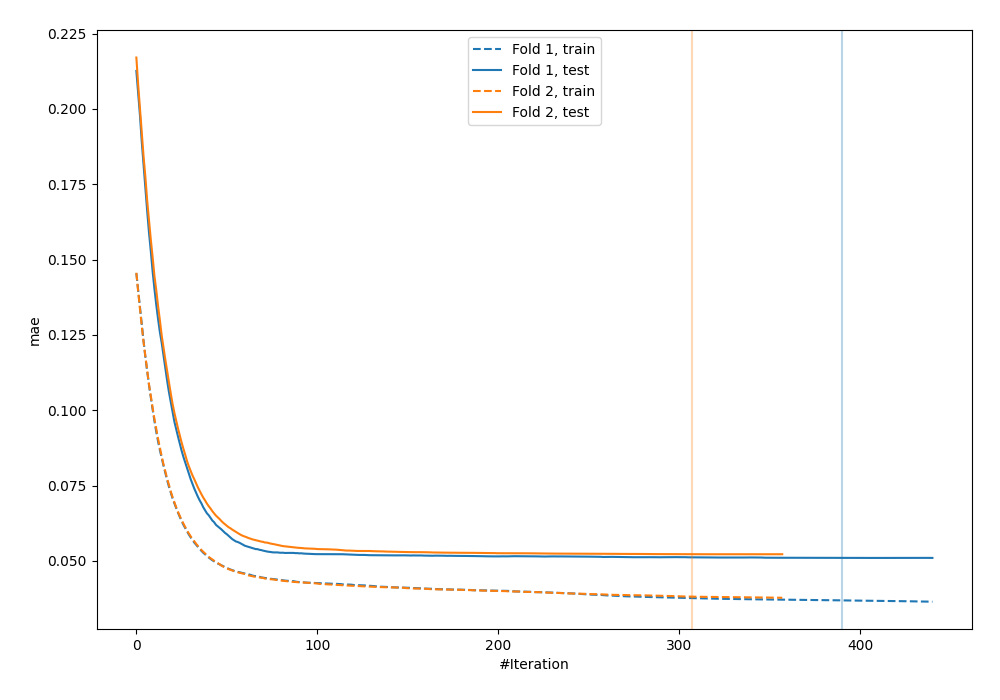 0.225
0.200
0.175
0.150
0.125
0.100
0.075
0.050
mae
Fold 1, train
Fold 1, test
Fold 2, train
Fold 2, test
0 100 200 300 400
#Iteration